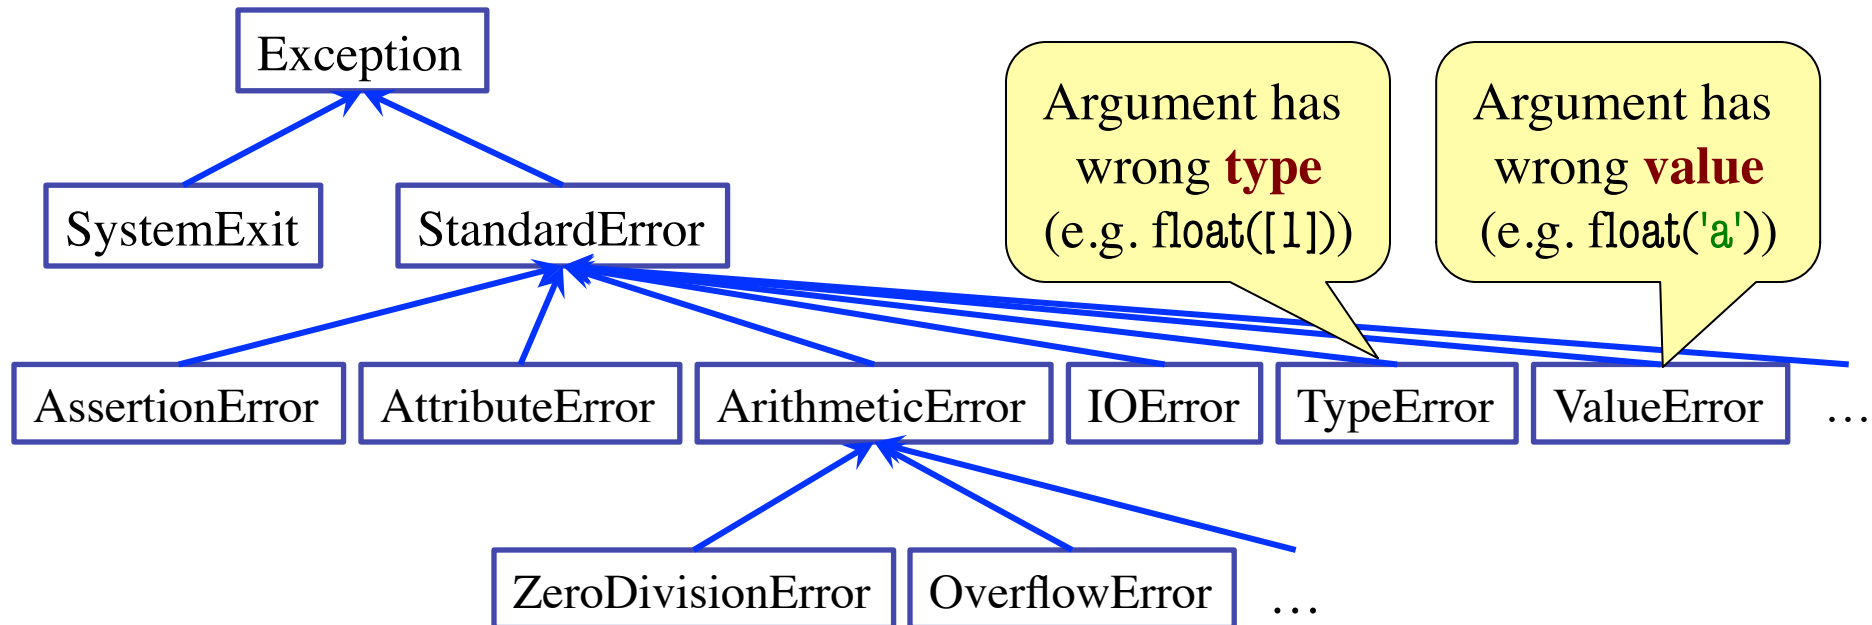 Exception
Argument has
wrong type
(e.g. float([1]))
Argument has
wrong value
(e.g. float('a'))
SystemExit
StandardError
AssertionError
AttributeError
ArithmeticError
IOError
TypeError
ValueError
…
ZeroDivisionError
OverflowError
…